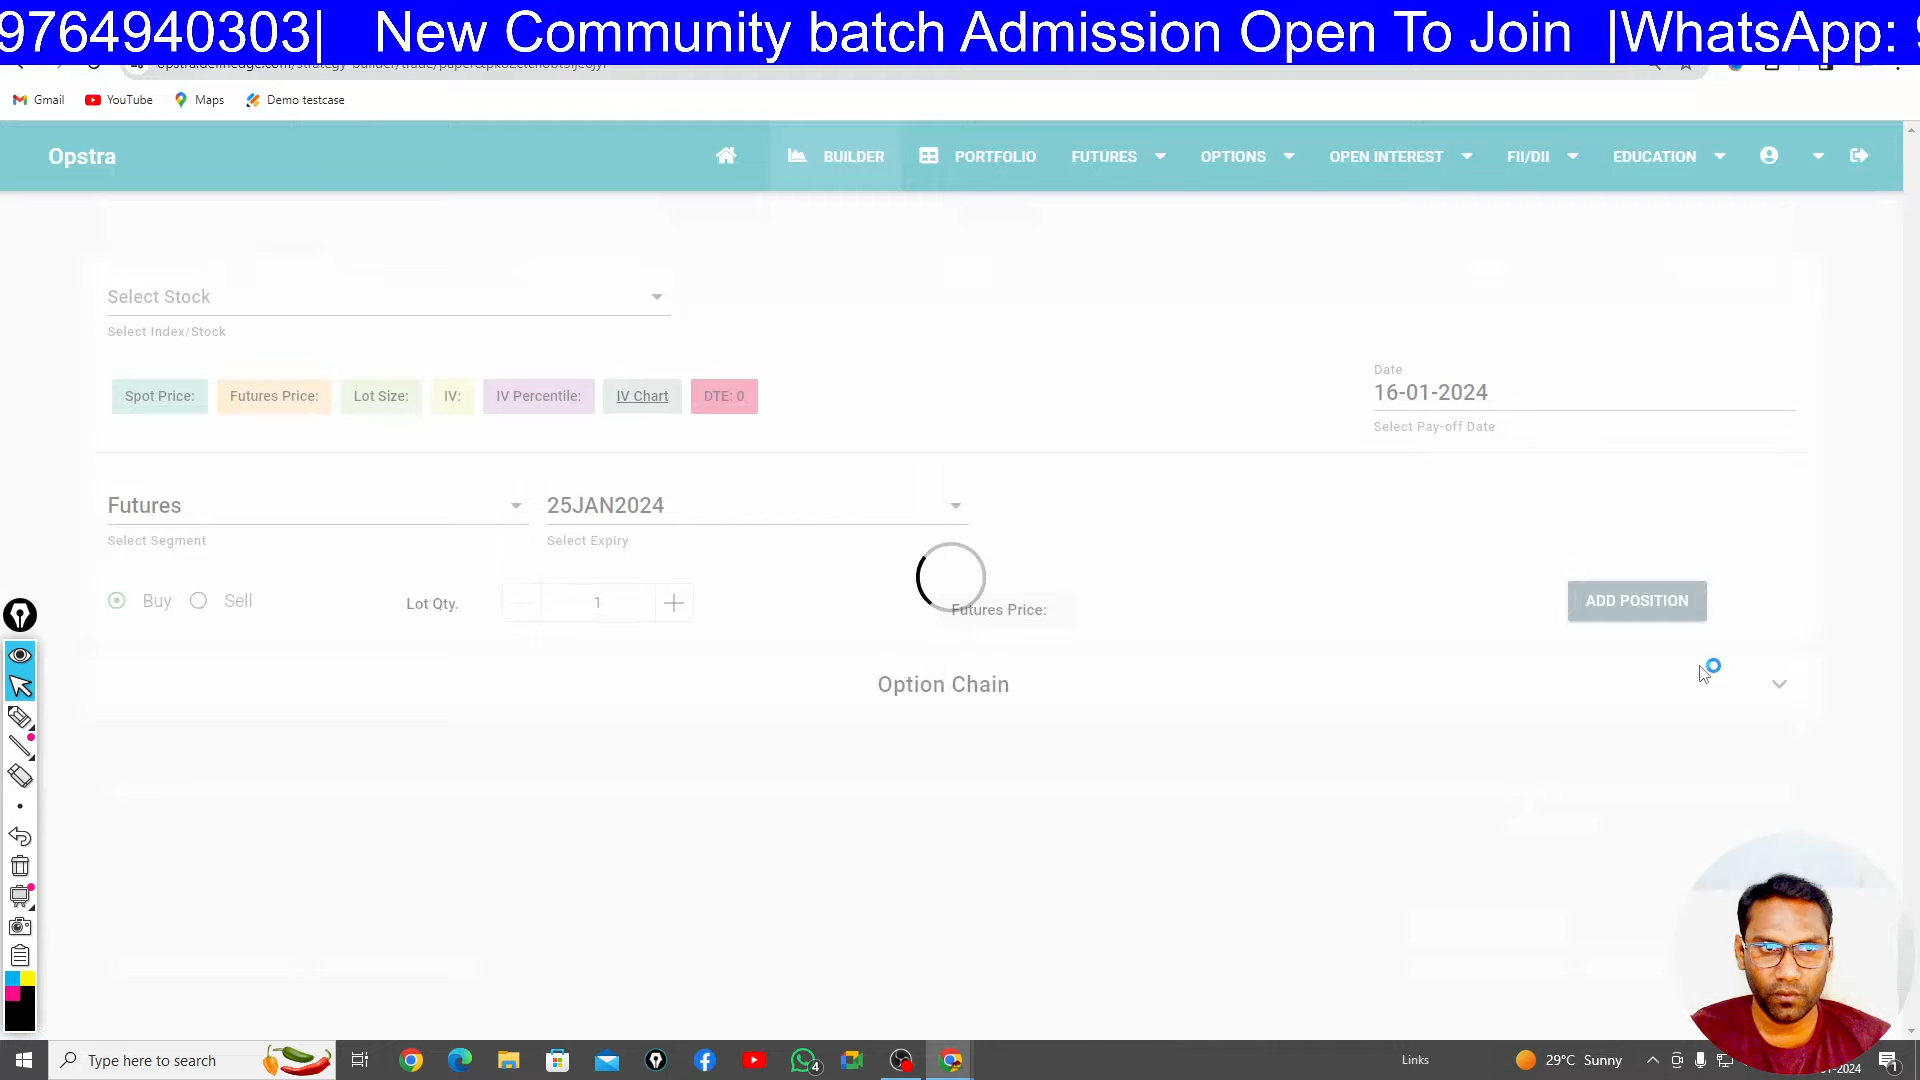 9764940303| New Community batch Admission Open To Join |WhatsApp: 9
Gmail YouTube Maps Demo testcase
Opstra BUILDER PORTFOLIO FUTURES OPTIONS OPEN INTEREST FII/DII EDUCATION
Select Stock
Select Index/Stock
Date
16-01-2024
Select Pay-off Date
Spot Price: Futures Price: Lot Size: IV: IV Percentile: IV Chart DTE: 0
Futures 25JAN2024
Select Segment Select Expiry
Buy Sell Lot Qty. 1 Futures Price: ADD POSITION
Option Chain
Type here to search 4 Links 29°C Sunny 1